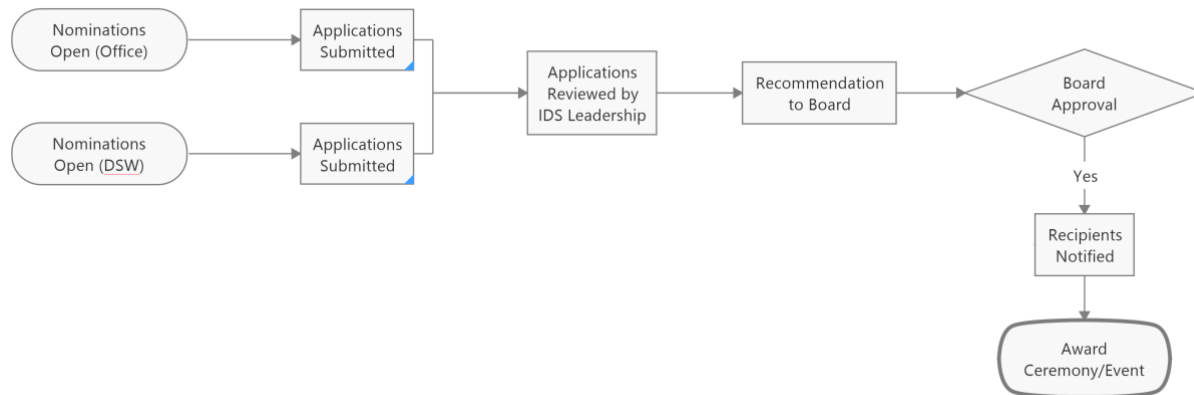 Nominations
Open (Office)
Applications
Submitted
Nominations
Open (DSW)
Applications
Submitted
Applications
Reviewed by
IDS Leadership
Recommendation
to Board
Board
Approval
Yes
Recipients
Notified
Award
Ceremony/Event